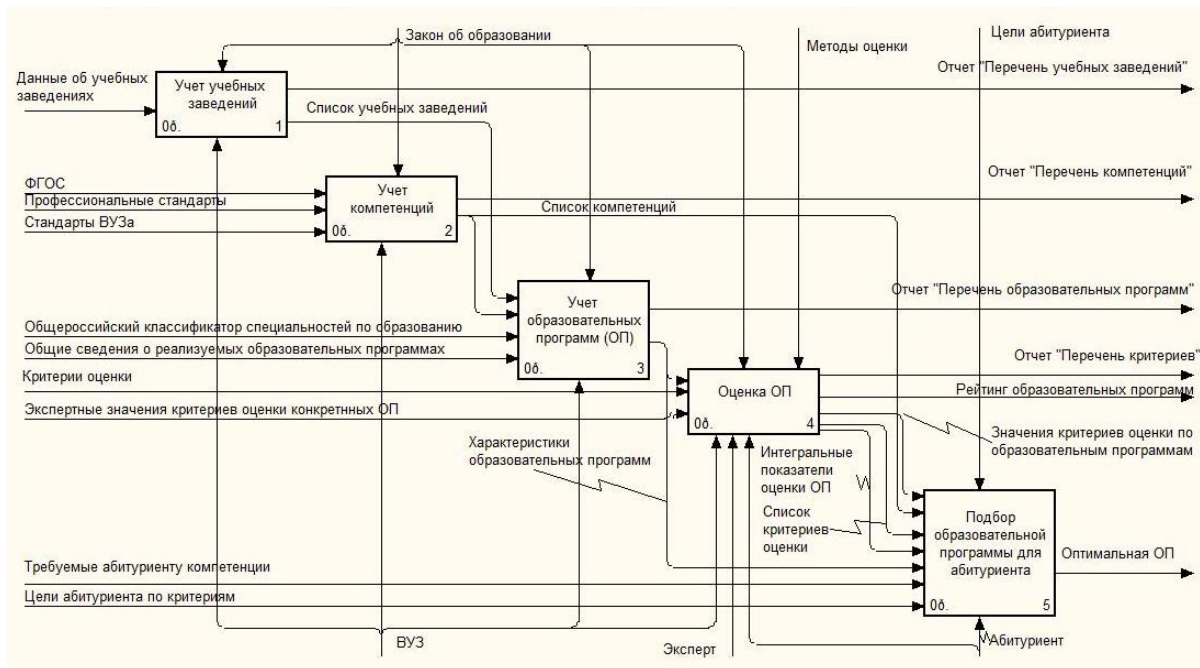 Закон об образовании
Цели абитуриента
Методы оценки
Данные об учебных
заведениях
Учет учебных
заведений
0д.
1
Отчет "Перечень учебных заведений"
Список учебных заведений
ФГОС
Профессиональные стандарты
Стандарты ВУЗа
Учет
компетенций
0д.
2
Отчет "Перечень компетенций"
Список компетенций
Учет
образовательных
программ (ОП)
0д.
3
Отчет "Перечень образовательных программ"
Общероссийский классификатор специальностей по образованию
Общие сведения о реализуемых образовательных программах
Критерии оценки
Экспертные значения критериев оценки конкретных ОП
Оценка ОП
0д.
4
Отчет "Перечень критериев"
Рейтинг образовательных программ
Значения критериев оценки по
образовательным программам
Характеристики
образовательных программ
Интегральные
показатели
оценки ОП
Список
критериев
оценки
Подбор
образовательной
программы для
абитуриента
0д.
5
Оптимальная ОП
Требуемые абитуриенту компетенции
Цели абитуриента по критериям
ВУЗ
Эксперт
Абитуриент